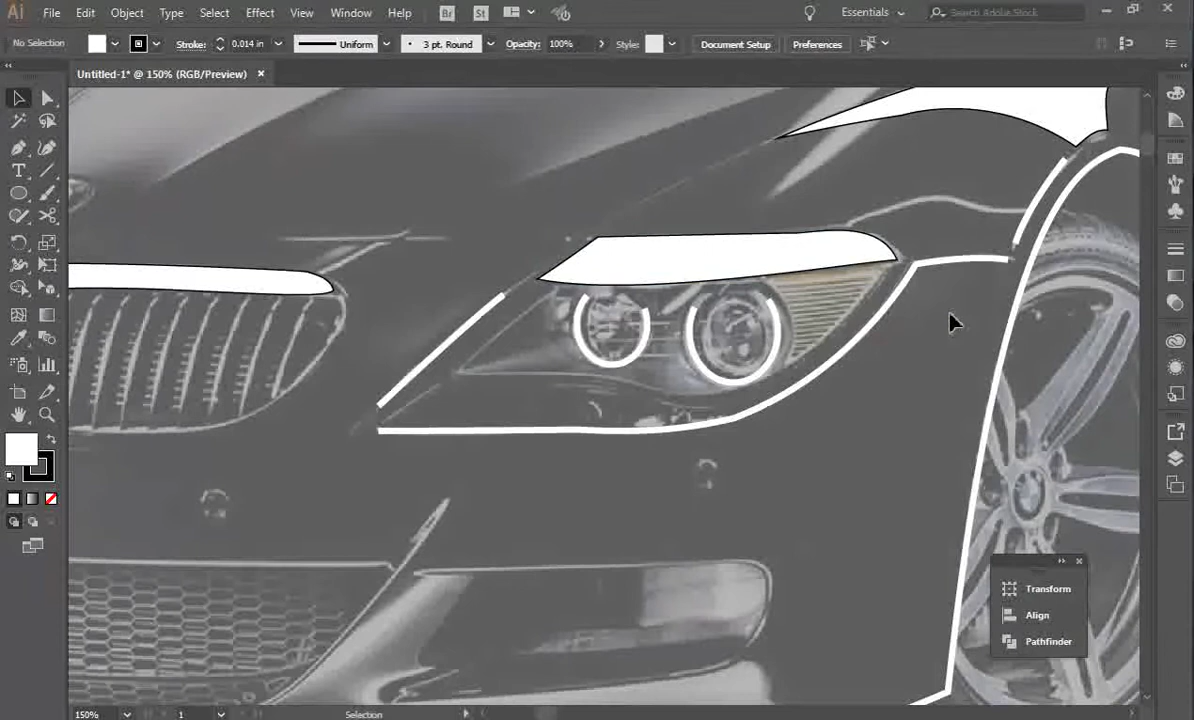 Ai File Edit Object Type Select Effect View Window Help Br St Essentials Search Adobe Stock
No Selection Stroke: 0.014 in Uniform 3 pt. Round Opacity: 100% Style: Document Setup Preferences
Untitled-1* @ 150% (RGB/Preview) ×
T
Transform
Align
Pathfinder
150% 1 Selection